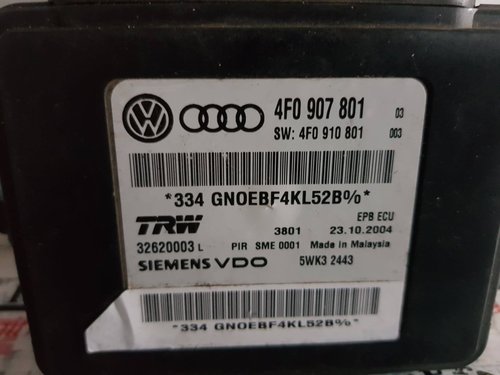 4F0 907 801 03
SW: 4F0 910 801 003
*334 GNOEBF4KL52B%*
TRW 3801 EPB ECU 23.10.2004
32620003 L PIR SME 0001 Made in Malaysia
SIEMENS VDO 5WK3 2443
*334 GNOEBF4KL52B%*